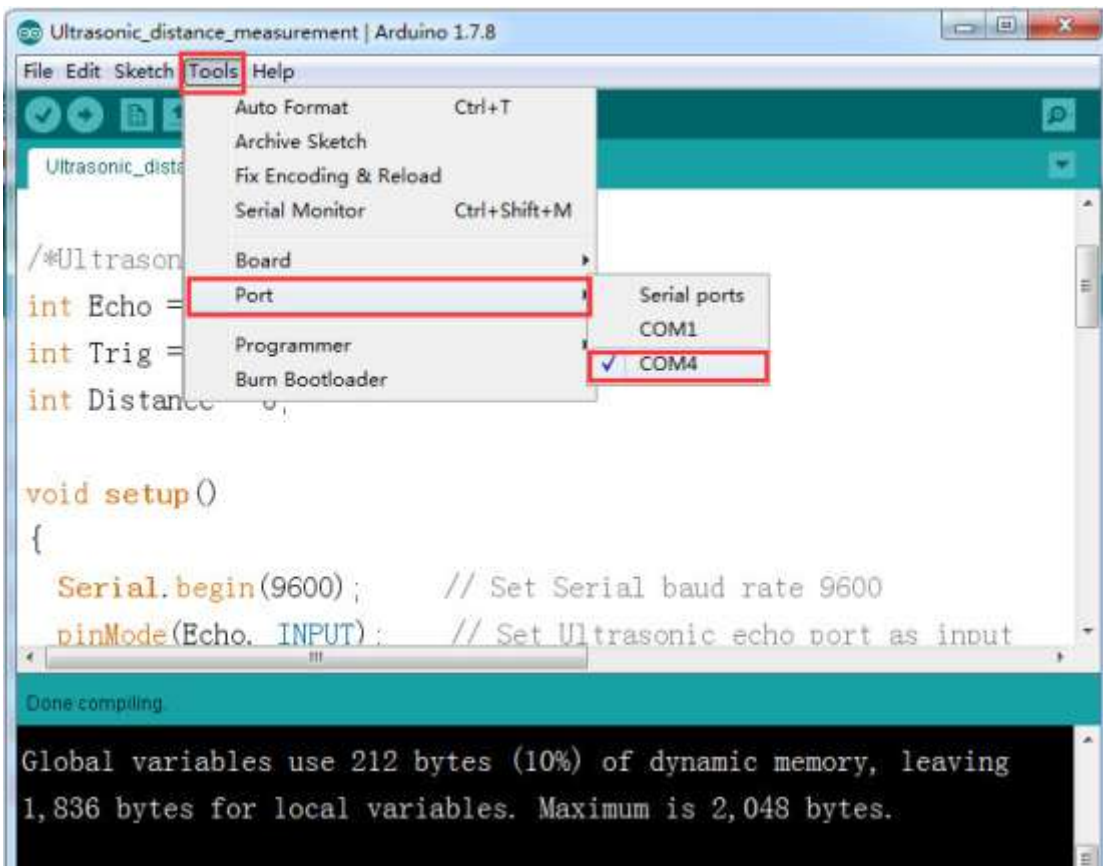 Ultrasonic_distance_measurement | Arduino 1.7.8
File Edit Sketch Tools Help
Auto Format Ctrl+T
Archive Sketch
Fix Encoding & Reload
Serial Monitor Ctrl+Shift+M
Board
Port
Programmer
Burn Bootloader
Serial ports
COM1
COM4
Ultrasonic_dista
/*Ultrason
int Echo =
int Trig =
int Distance
void setup()
{
Serial.begin(9600); // Set Serial baud rate 9600
pinMode(Echo, INPUT); // Set Ultrasonic echo port as input
Done compiling.
Global variables use 212 bytes (10%) of dynamic memory, leaving
1,836 bytes for local variables. Maximum is 2,048 bytes.